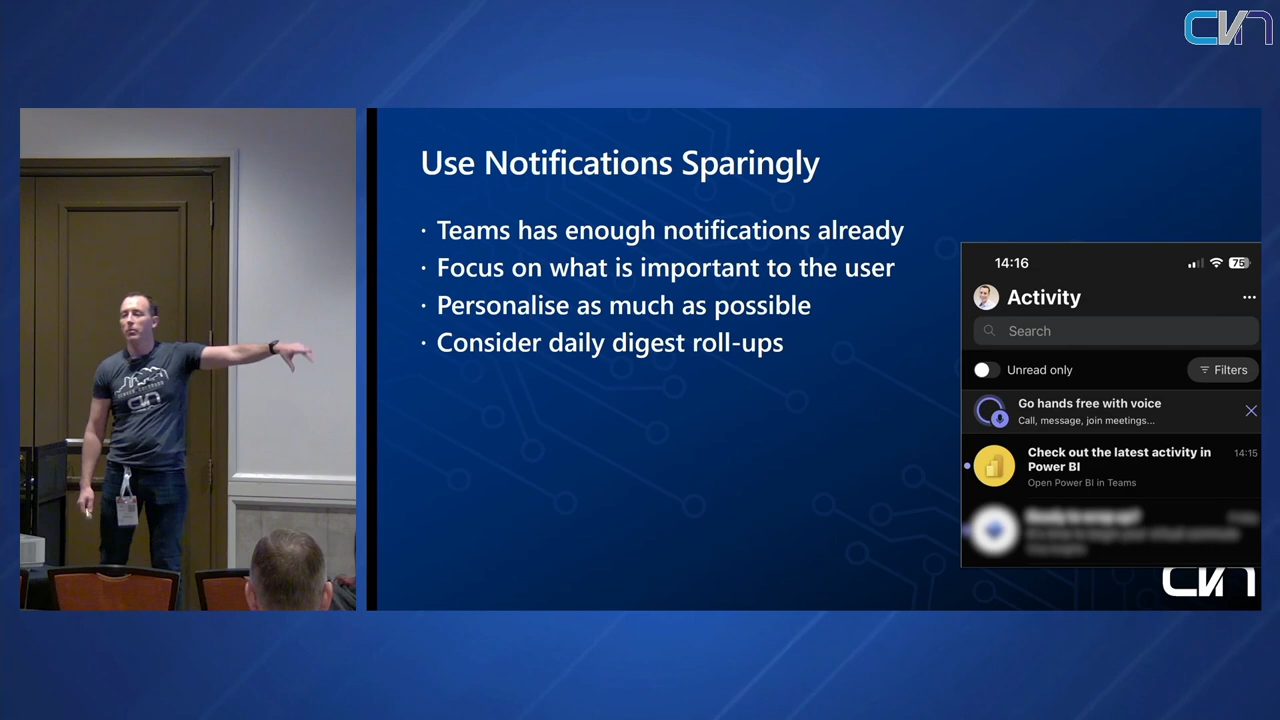 CVN
Use Notifications Sparingly
· Teams has enough notifications already
· Focus on what is important to the user
· Personalise as much as possible
· Consider daily digest roll-ups
14:16
75
Activity
Search
Unread only
Filters
Go hands free with voice
Call, message, join meetings...
Check out the latest activity in
14:15
Power BI
Open Power BI in Teams
CVN
CVN